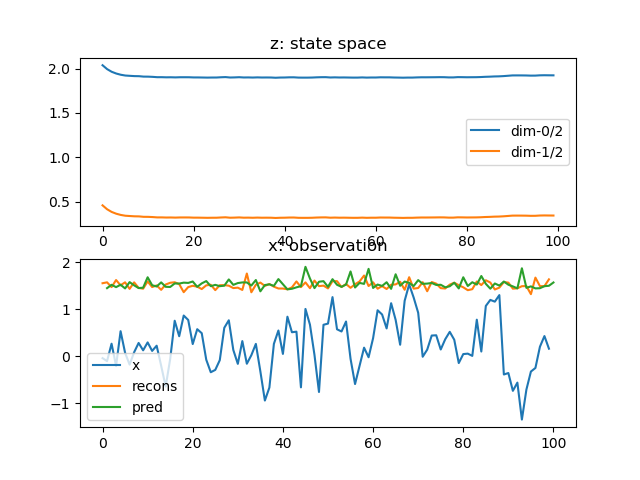 z: state space
2.0
1.5
1.0
0.5
dim-0/2
dim-1/2
0 20 40 60 80 100
x: observation
2
1
0
−1
x
recons
pred
0 20 40 60 80 100